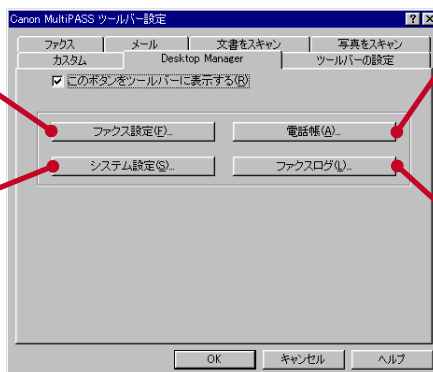 Canon MultiPASS ツールバー設定
ファクス メール 文書をスキャン 写真をスキャン
カスタム Desktop Manager ツールバーの設定
このボタンをツールバーに表示する(B)
ファクス設定(F)... 電話帳(A)...
システム設定(S)... ファクスログ(L)...
OK キャンセル ヘルプ